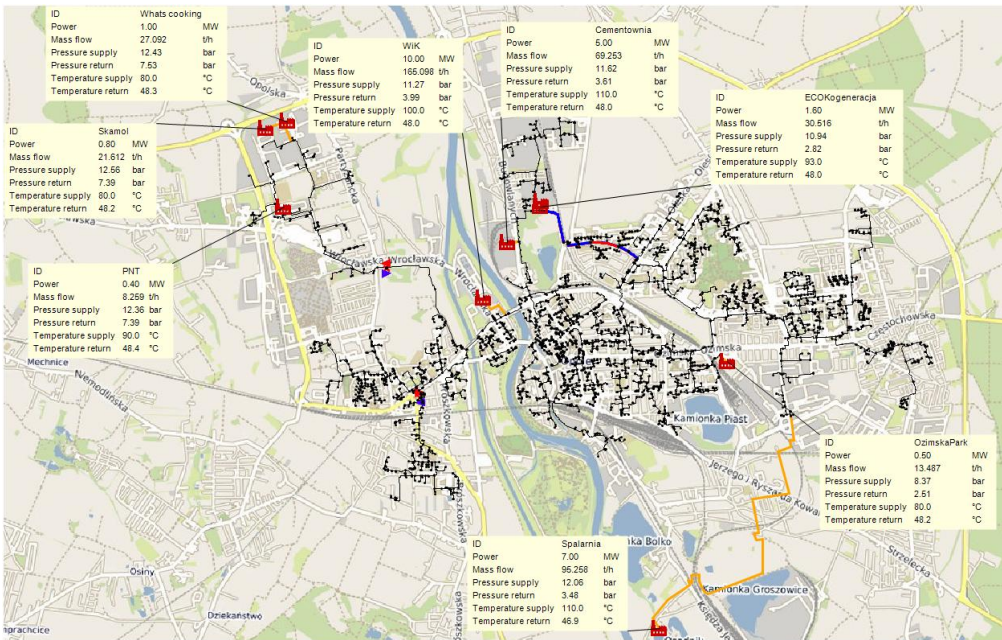 ID Whats cooking
Power 1.00 MW
Mass flow 27.092 t/h
Pressure supply 12.43 bar
Pressure return 7.53 bar
Temperature supply 80.0 °C
Temperature return 48.3 °C
ID WiK
Power 10.00 MW
Mass flow 165.098 t/h
Pressure supply 11.27 bar
Pressure return 3.99 bar
Temperature supply 100.0 °C
Temperature return 48.0 °C
ID Cementownia
Power 5.00 MW
Mass flow 69.253 t/h
Pressure supply 11.62 bar
Pressure return 3.61 bar
Temperature supply 110.0 °C
Temperature return 48.0 °C
ID ECOKogeneracja
Power 1.60 MW
Mass flow 30.516 t/h
Pressure supply 10.94 bar
Pressure return 2.82 bar
Temperature supply 93.0 °C
Temperature return 48.0 °C
ID Skamol
Power 0.80 MW
Mass flow 21.612 t/h
Pressure supply 12.66 bar
Pressure return 7.39 bar
Temperature supply 80.0 °C
Temperature return 48.2 °C
ID PNT
Power 0.40 MW
Mass flow 8.259 t/h
Pressure supply 12.36 bar
Pressure return 7.39 bar
Temperature supply 90.0 °C
Temperature return 48.4 °C
ID OzimskaPark
Power 0.50 MW
Mass flow 13.487 t/h
Pressure supply 8.37 bar
Pressure return 2.51 bar
Temperature supply 80.0 °C
Temperature return 48.2 °C
ID Spalarnia
Power 7.00 MW
Mass flow 95.258 t/h
Pressure supply 12.06 bar
Pressure return 3.48 bar
Temperature supply 110.0 °C
Temperature return 46.9 °C
Opolska
Partyzancka
Wrocławska Wrocławska
Mechnice
Niemodlińska
Ozimska
Częstochowska
Kamionka Piast
Jerzego i Ryszarda Kowa
Strzelecka
Kamionka Groszowice
nka Bolko
Osiny
Dziekaństwo
mprachcice